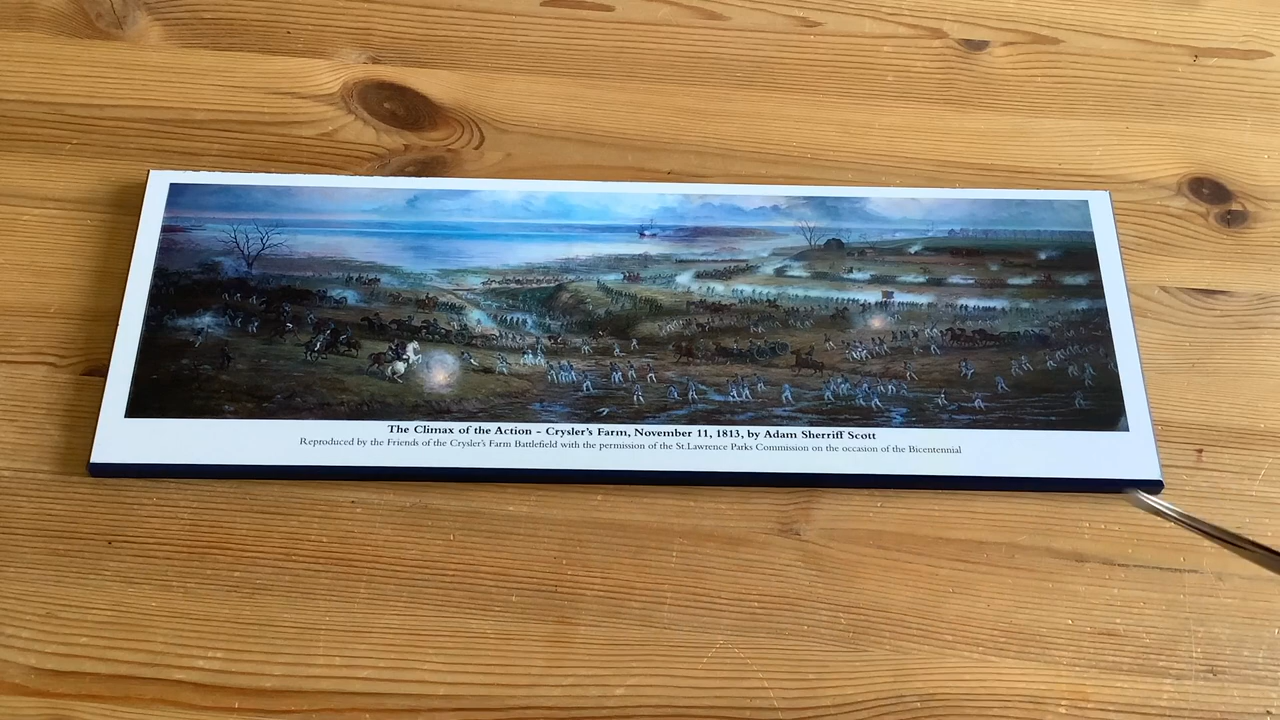 The Climax of the Action - Crysler's Farm, November 11, 1813, by Adam Sherriff Scott
Reproduced by the Friends of the Crysler's Farm Battlefield with the permission of the St.Lawrence Parks Commission on the occasion of the Bicentennial